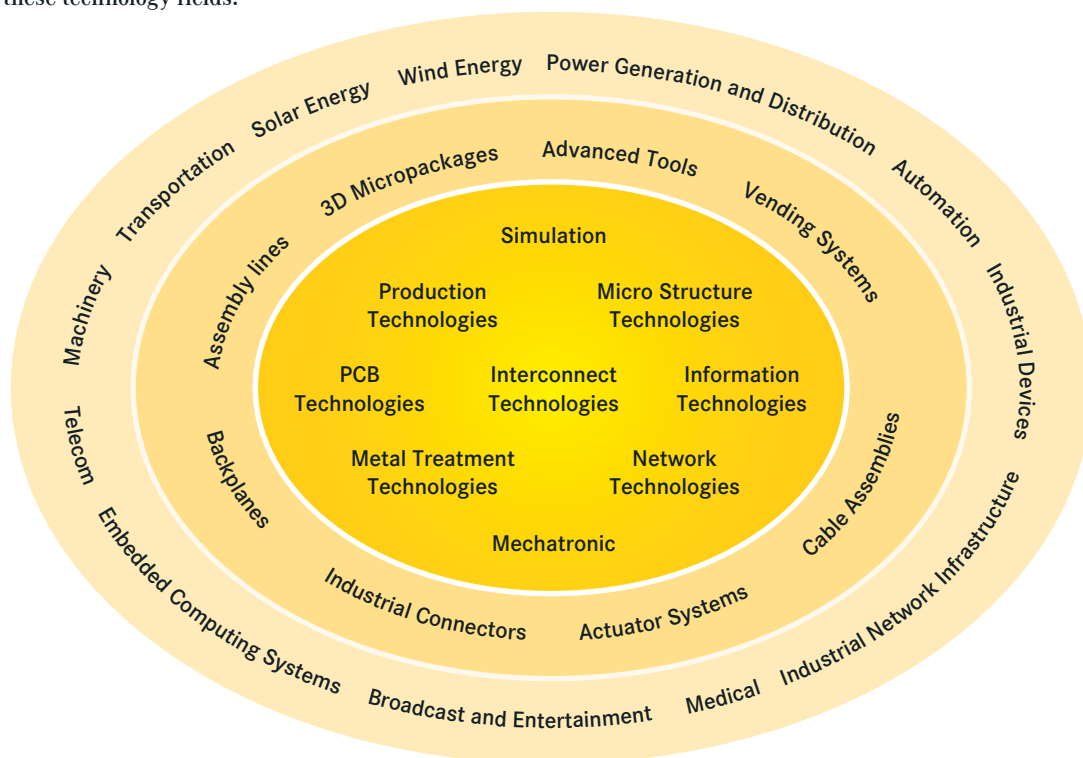 these technology fields.
Wind Energy
Power Generation and Distribution
Solar Energy
Transportation
Automation
Machinery
Industrial Devices
Telecom
Embedded Computing Systems
Broadcast and Entertainment
Medical
Industrial Network Infrastructure
3D Micropackages
Advanced Tools
Vending Systems
Assembly lines
Backplanes
Cable Assemblies
Industrial Connectors
Actuator Systems
Simulation
Production
Technologies
Micro Structure
Technologies
PCB
Technologies
Interconnect
Technologies
Information
Technologies
Metal Treatment
Technologies
Network
Technologies
Mechatronic